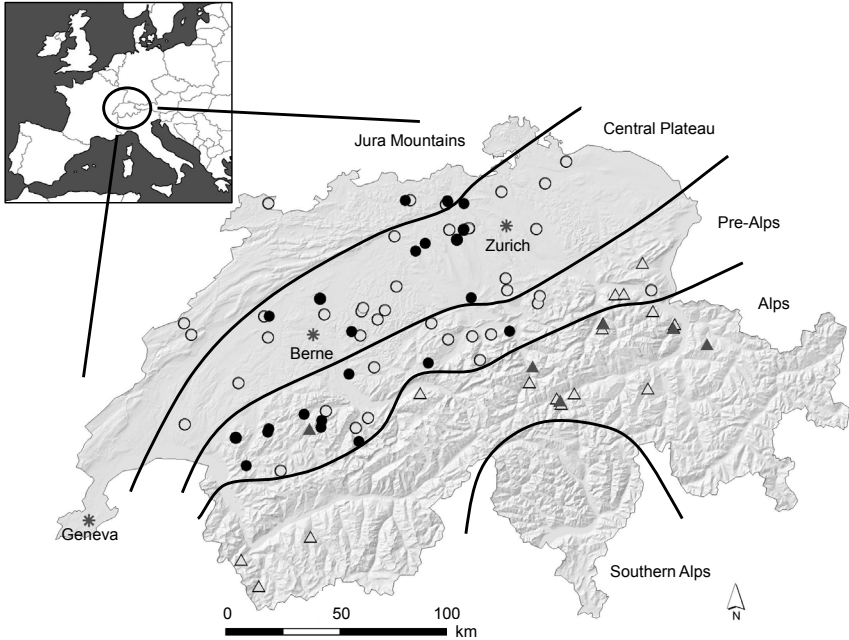 Jura Mountains
Central Plateau
Pre-Alps
Zurich
Alps
Berne
Geneva
Southern Alps
0 50 100
km
N